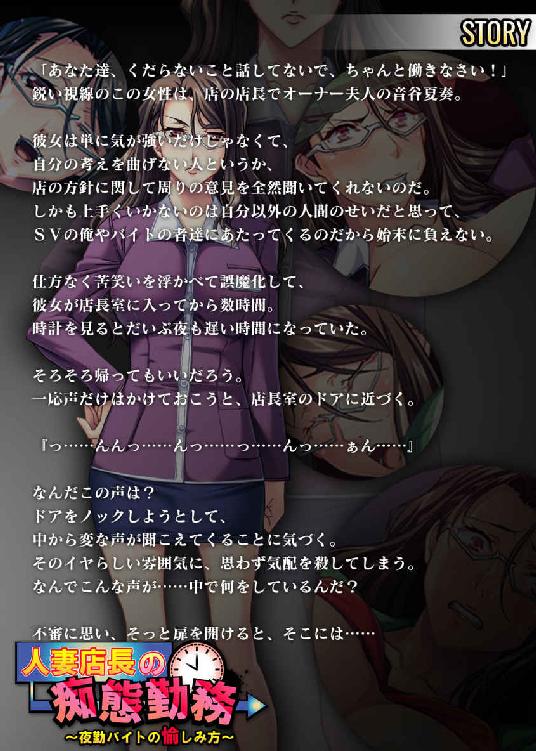 STORY
「あなた達、くだらないこと話してないで、ちゃんと働きなさい！」
鋭い視線のこの女性は、店の店長でオーナー夫人の音谷夏奏。
彼女は単に気が強いだけじゃなくて、
自分の考えを曲げない人というか、
店の方針に関して周りの意見を全然聞いてくれないのだ。
しかも上手くいかないのは自分以外の人間のせいだと思って、
ＳＶの俺やバイトの者達にあたってくるのだから始末に負えない。
仕方なく苦笑いを浮かべて誤魔化して、
彼女が店長室に入ってから数時間。
時計を見るとだいぶ夜も遅い時間になっていた。
そろそろ帰ってもいいだろう。
一応声だけはかけておこうと、店長室のドアに近づく。
『っ……んんっ……んっ……っ……んっ……ぁん……』
なんだこの声は？
ドアをノックしようとして、
中から変な声が聞こえてくることに気づく。
そのイヤらしい雰囲気に、思わず気配を殺してしまう。
なんでこんな声が……中で何をしているんだ？
不審に思い、そっと扉を開けると、そこには……
人妻店長の
痴態勤務
～夜勤バイトの愉しみ方～